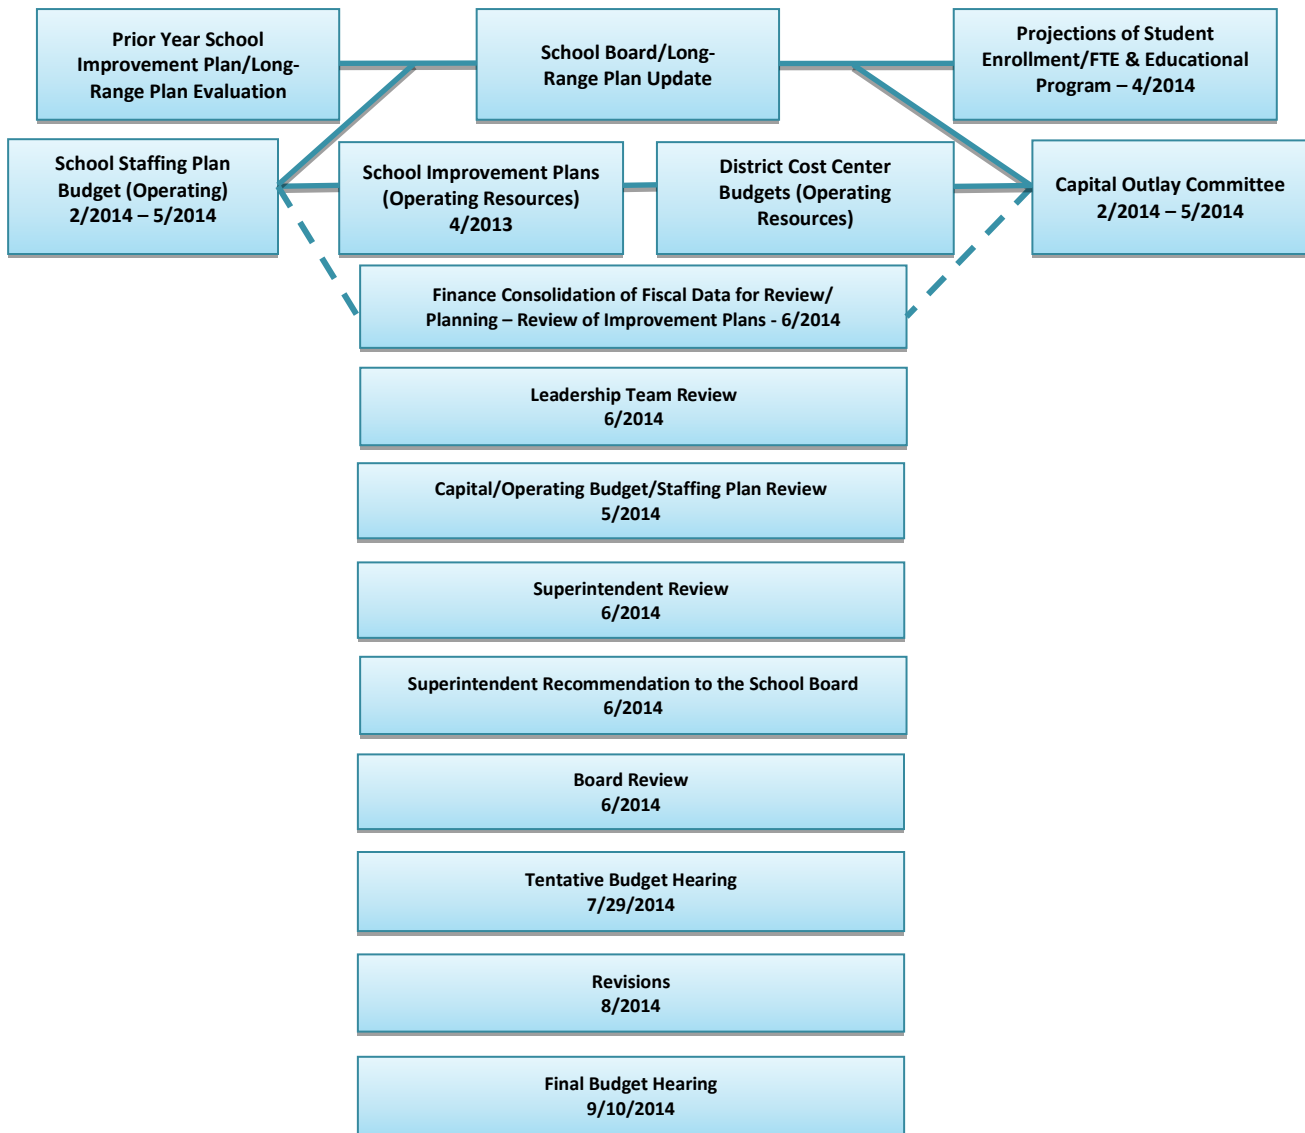 Prior Year School
Improvement Plan/Long-
Range Plan Evaluation
School Board/Long-
Range Plan Update
Projections of Student
Enrollment/FTE & Educational
Program – 4/2014
School Staffing Plan
Budget (Operating)
2/2014 – 5/2014
School Improvement Plans
(Operating Resources)
4/2013
District Cost Center
Budgets (Operating
Resources)
Capital Outlay Committee
2/2014 – 5/2014
Finance Consolidation of Fiscal Data for Review/
Planning – Review of Improvement Plans - 6/2014
Leadership Team Review
6/2014
Capital/Operating Budget/Staffing Plan Review
5/2014
Superintendent Review
6/2014
Superintendent Recommendation to the School Board
6/2014
Board Review
6/2014
Tentative Budget Hearing
7/29/2014
Revisions
8/2014
Final Budget Hearing
9/10/2014